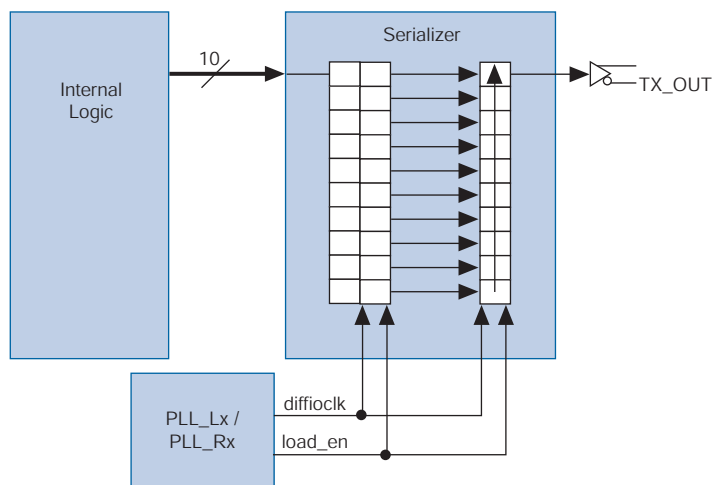 Serializer
10
Internal
Logic
TX_OUT
diffioclk
PLL_Lx /
PLL_Rx
load_en